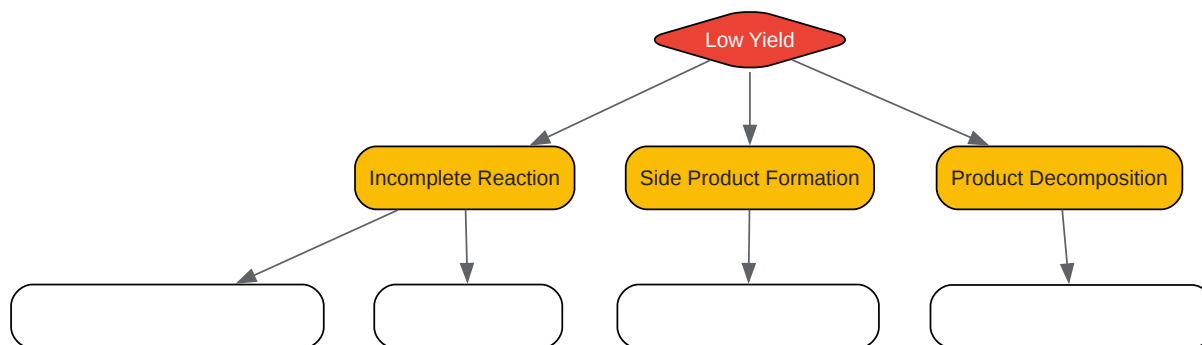 Low Yield
Incomplete Reaction
Side Product Formation
Product Decomposition